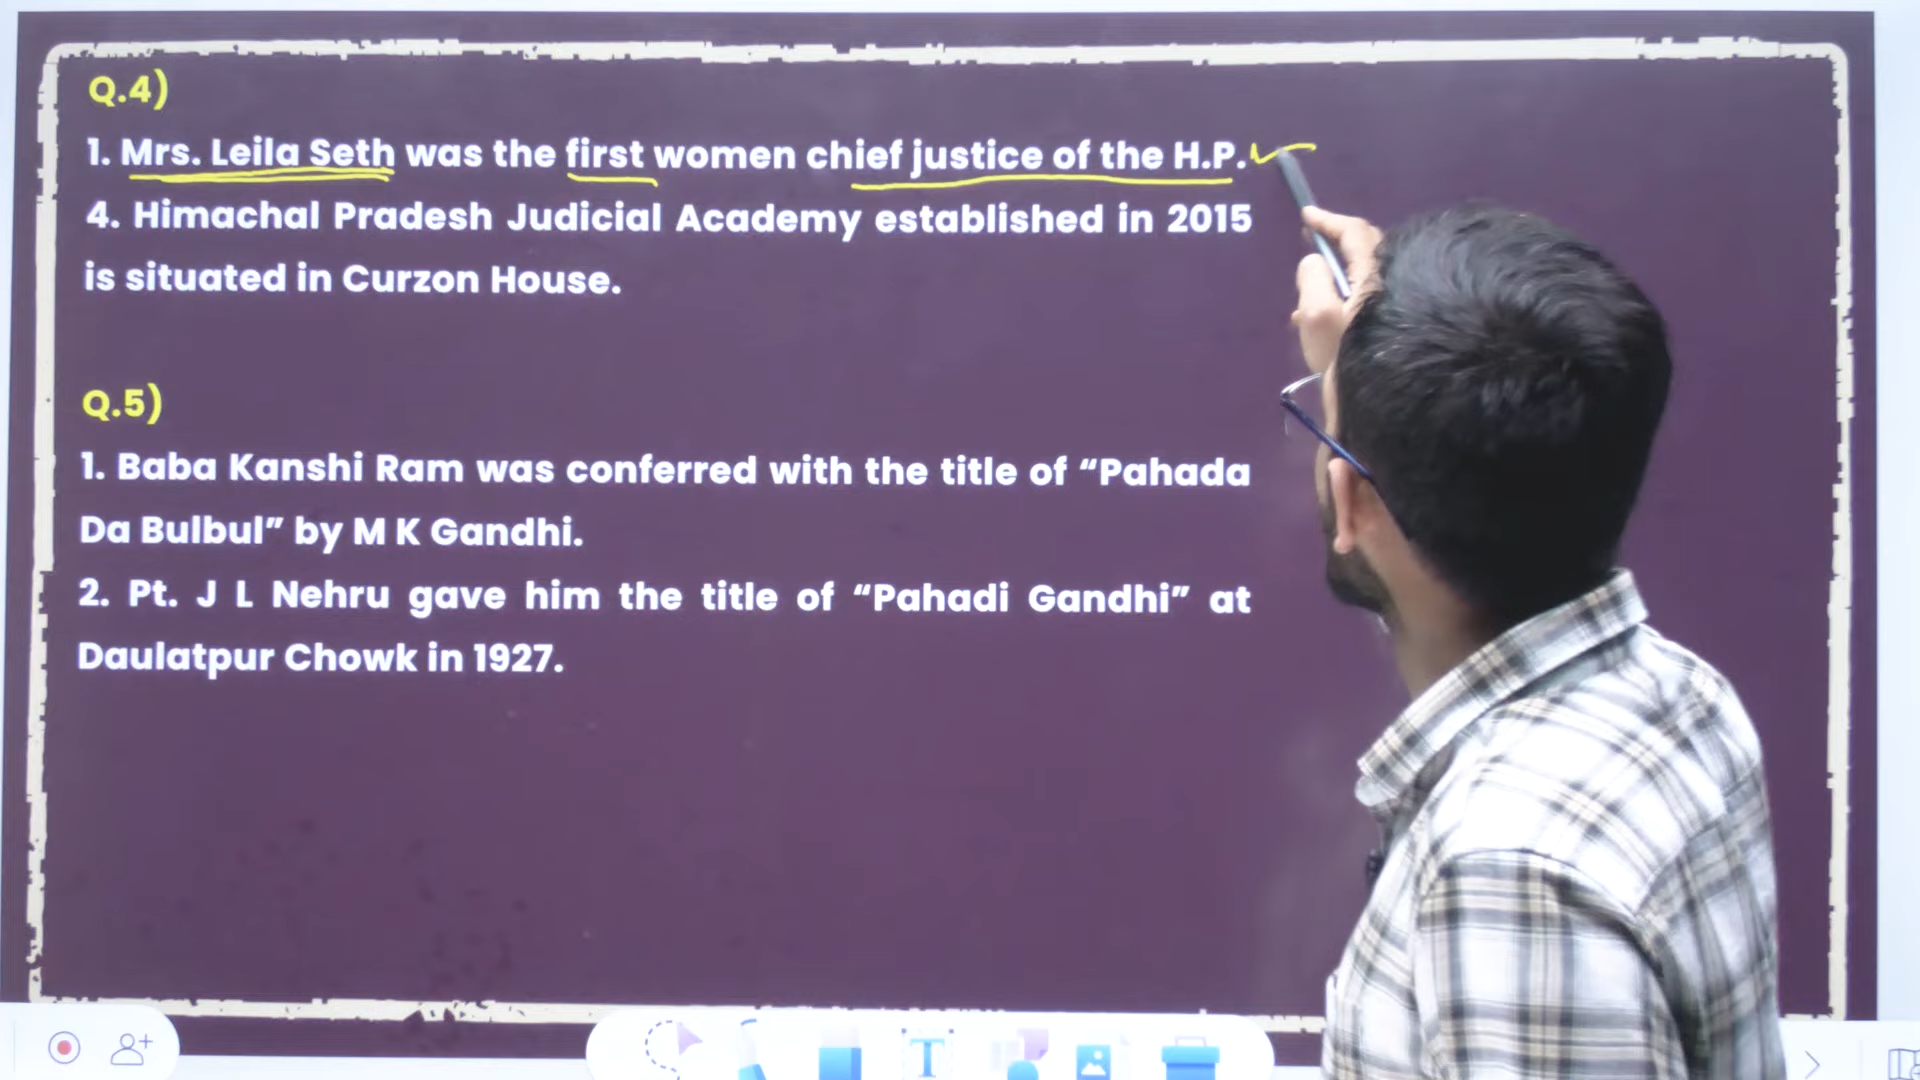 Q.4)
1. Mrs. Leila Seth was the first women chief justice of the H.P.
4. Himachal Pradesh Judicial Academy established in 2015
is situated in Curzon House.
Q.5)
1. Baba Kanshi Ram was conferred with the title of “Pahada
Da Bulbul” by M K Gandhi.
2. Pt. J L Nehru gave him the title of “Pahadi Gandhi” at
Daulatpur Chowk in 1927.
T